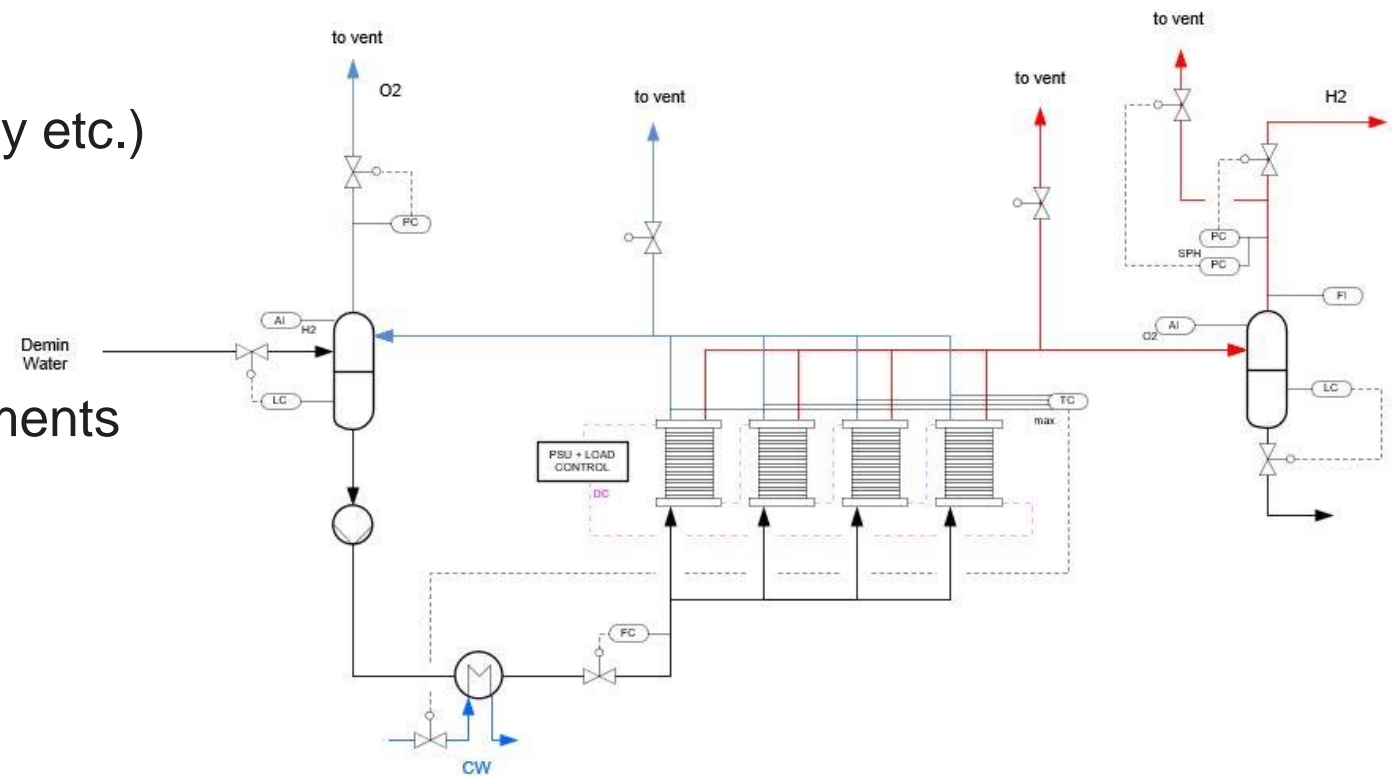 to vent
O2
y etc.)
to vent
to vent
to vent
H2
PC
PC
SPH
PC
FI
AI
H2
AI
O2
Demin
Water
LC
LC
ments
TC
max
PSU + LOAD
CONTROL
DC
FC
CW